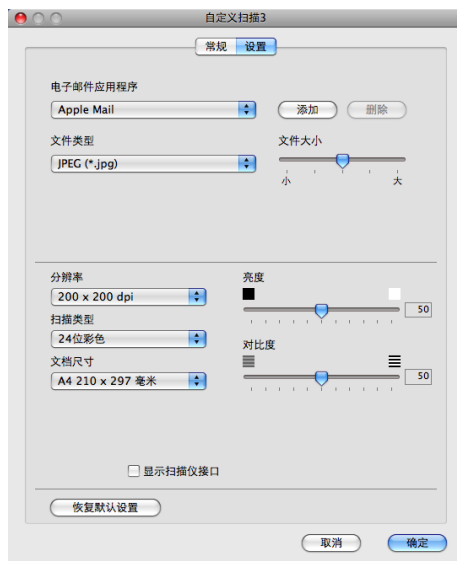 自定义扫描3
常规 设置
电子邮件应用程序
Apple Mail 添加 删除
文件类型 文件大小
JPEG (*.jpg)
小 大
分辨率 亮度
200 x 200 dpi
50
扫描类型
24位彩色
对比度
文档尺寸
A4 210 x 297 毫米 50
显示扫描仪接口
恢复默认设置
取消 确定